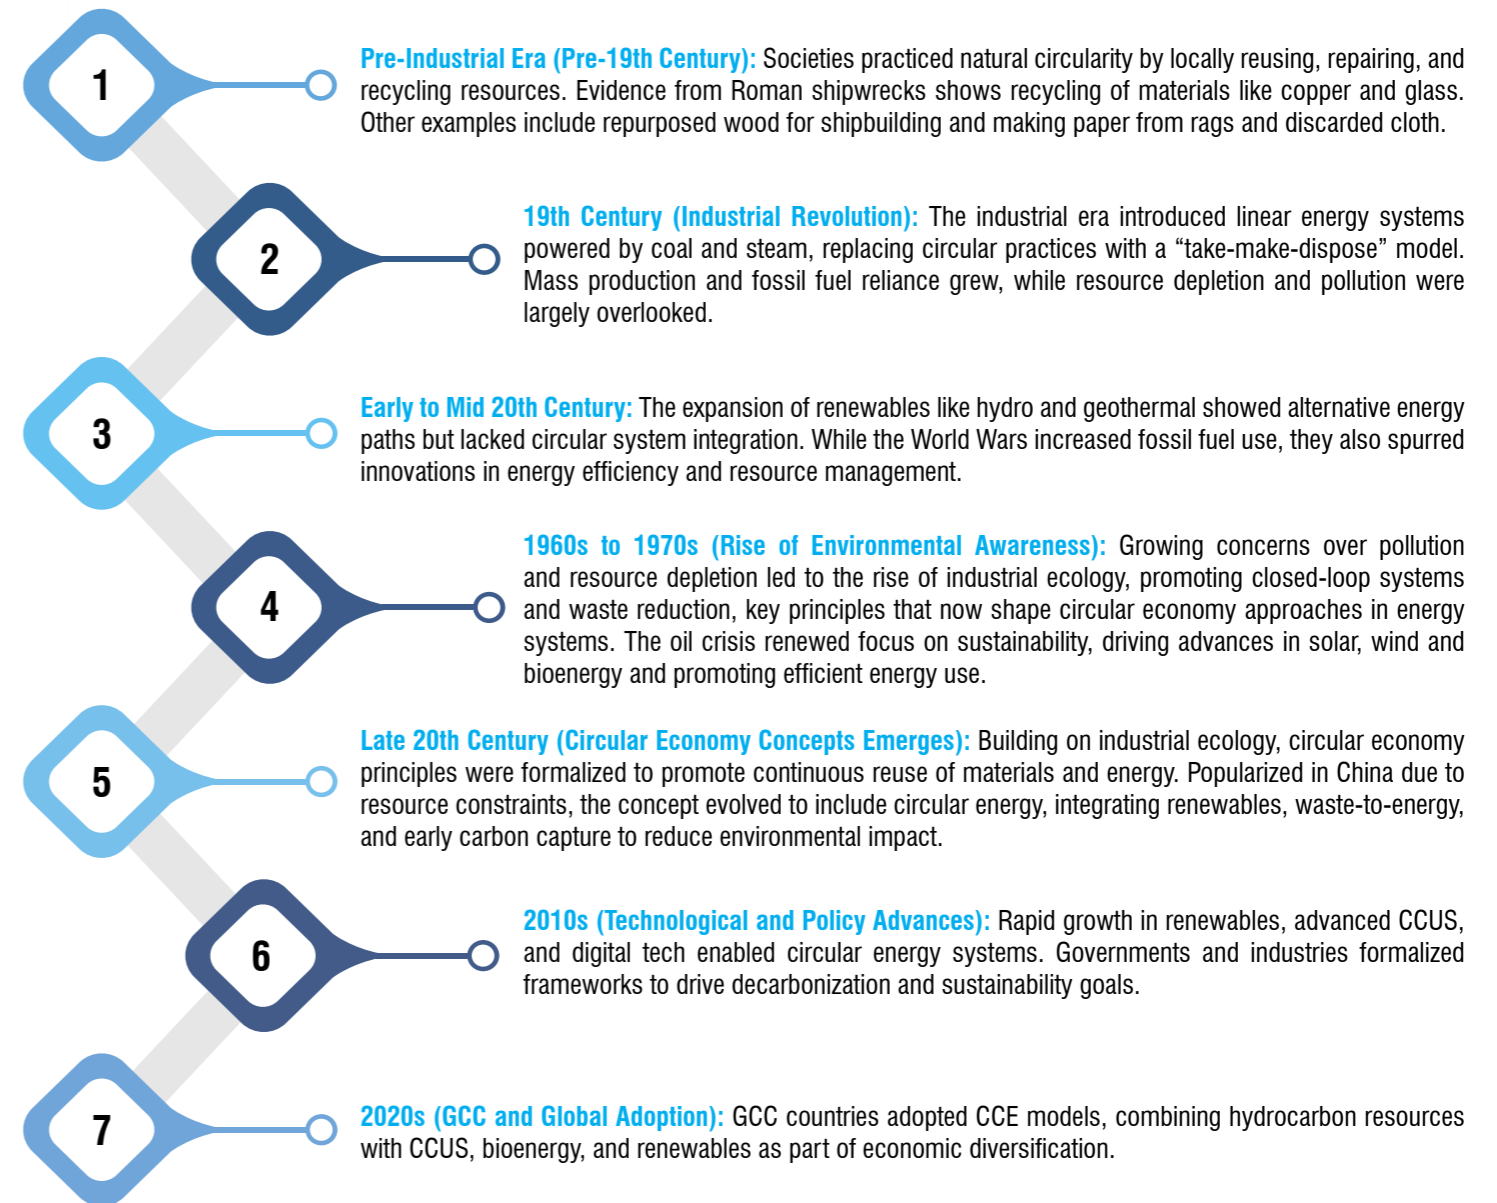 1
Pre-Industrial Era (Pre-19th Century): Societies practiced natural circularity by locally reusing, repairing, and
recycling resources. Evidence from Roman shipwrecks shows recycling of materials like copper and glass.
Other examples include repurposed wood for shipbuilding and making paper from rags and discarded cloth.
2
19th Century (Industrial Revolution): The industrial era introduced linear energy systems
powered by coal and steam, replacing circular practices with a “take-make-dispose” model.
Mass production and fossil fuel reliance grew, while resource depletion and pollution were
largely overlooked.
3
Early to Mid 20th Century: The expansion of renewables like hydro and geothermal showed alternative energy
paths but lacked circular system integration. While the World Wars increased fossil fuel use, they also spurred
innovations in energy efficiency and resource management.
4
1960s to 1970s (Rise of Environmental Awareness): Growing concerns over pollution
and resource depletion led to the rise of industrial ecology, promoting closed-loop systems
and waste reduction, key principles that now shape circular economy approaches in energy
systems. The oil crisis renewed focus on sustainability, driving advances in solar, wind and
bioenergy and promoting efficient energy use.
5
Late 20th Century (Circular Economy Concepts Emerges): Building on industrial ecology, circular economy
principles were formalized to promote continuous reuse of materials and energy. Popularized in China due to
resource constraints, the concept evolved to include circular energy, integrating renewables, waste-to-energy,
and early carbon capture to reduce environmental impact.
6
2010s (Technological and Policy Advances): Rapid growth in renewables, advanced CCUS,
and digital tech enabled circular energy systems. Governments and industries formalized
frameworks to drive decarbonization and sustainability goals.
7
2020s (GCC and Global Adoption): GCC countries adopted CCE models, combining hydrocarbon resources
with CCUS, bioenergy, and renewables as part of economic diversification.